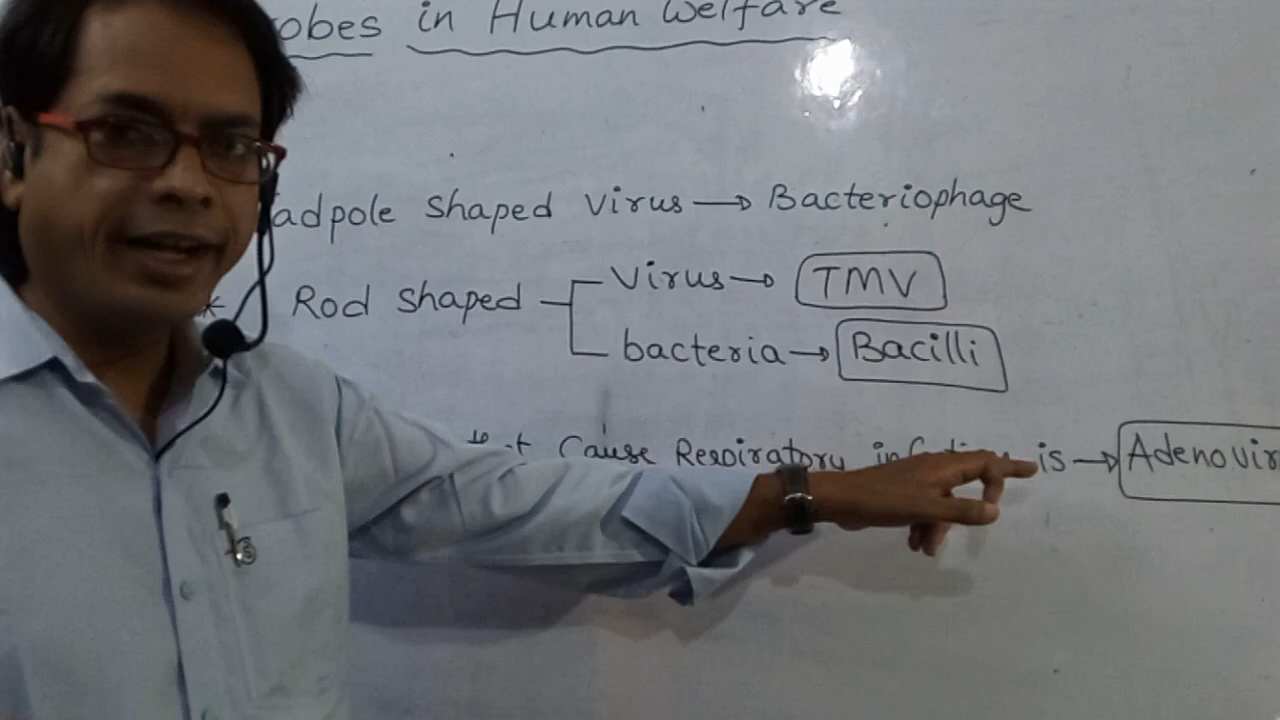 obes in Human Welfare
adpole shaped virus → Bacteriophage
* Rod shaped
Virus → TMV
bacteria → Bacilli
Cause Respiratory is → Adenovir